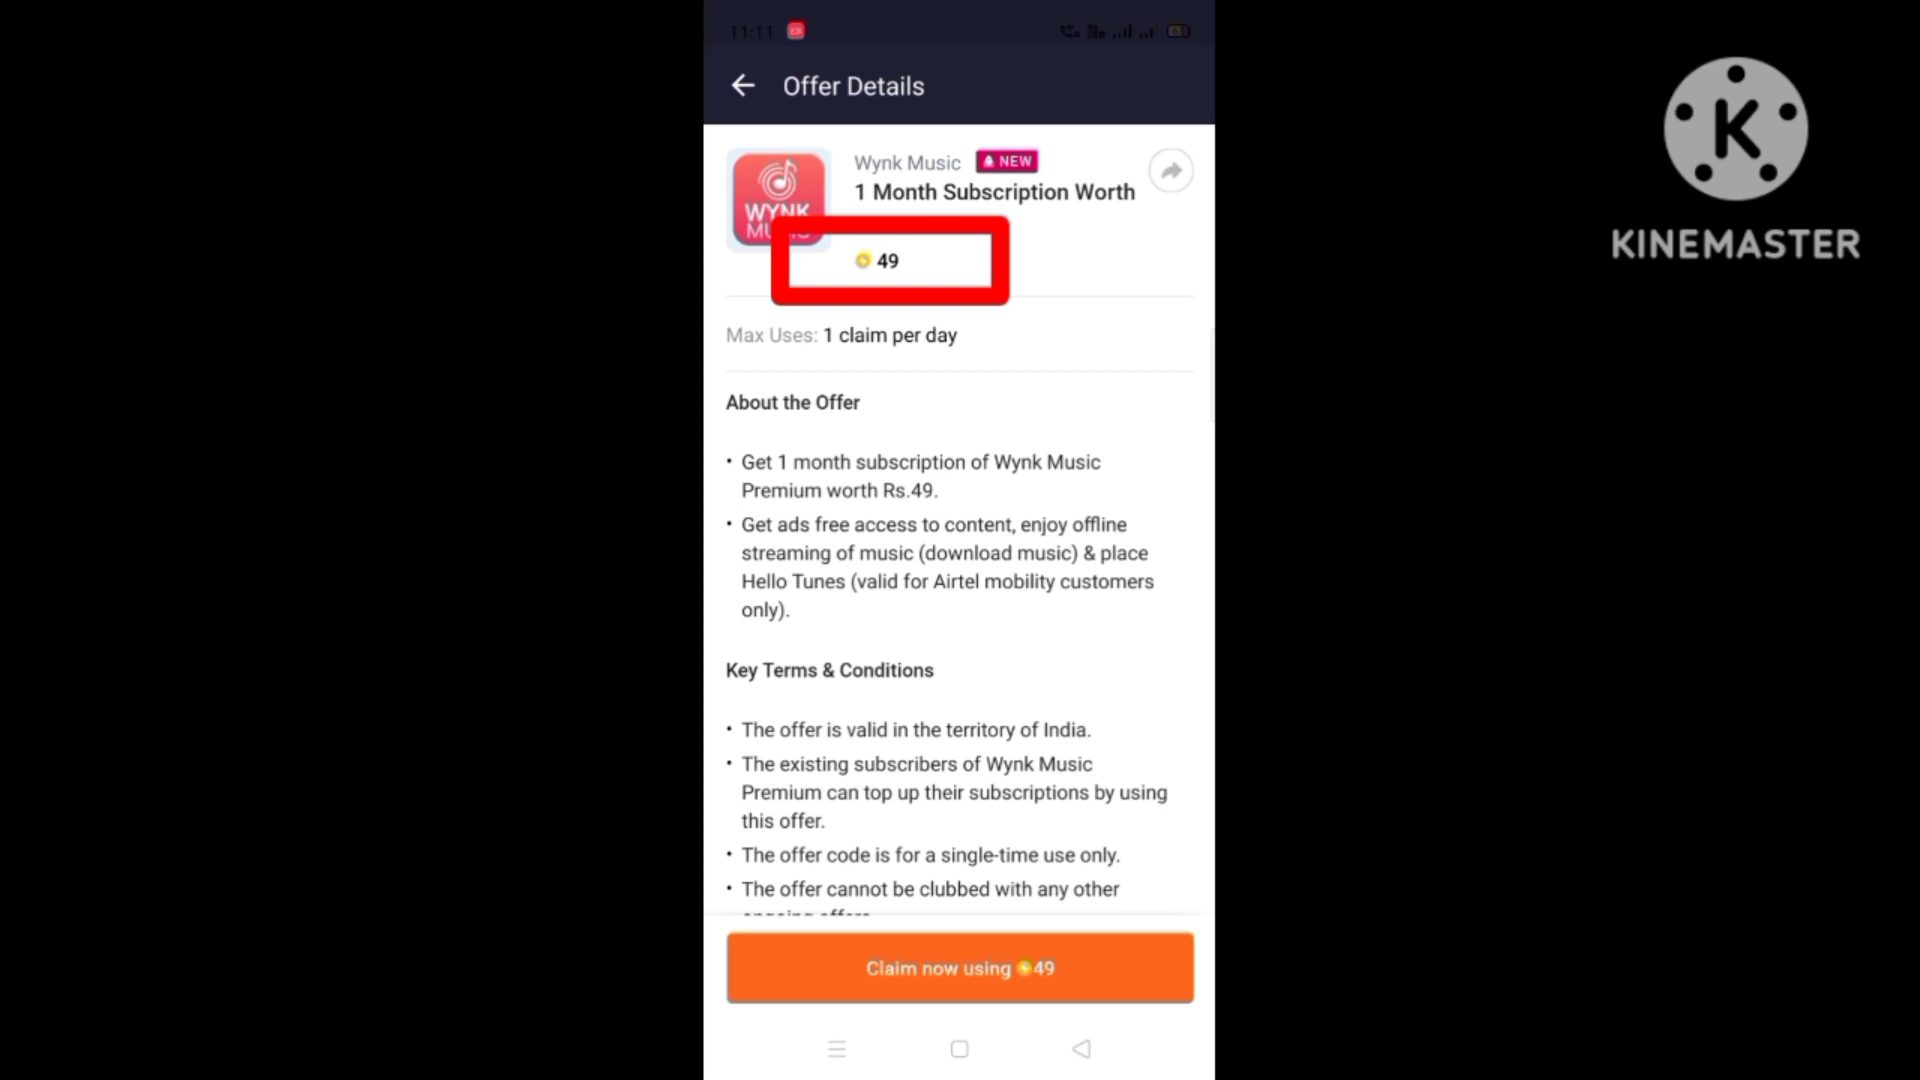 11:11
Offer Details
Wynk Music NEW
1 Month Subscription Worth
WYNK
49
Max Uses: 1 claim per day
About the Offer
• Get 1 month subscription of Wynk Music
Premium worth Rs.49.
• Get ads free access to content, enjoy offline
streaming of music (download music) & place
Hello Tunes (valid for Airtel mobility customers
only).
Key Terms & Conditions
• The offer is valid in the territory of India.
• The existing subscribers of Wynk Music
Premium can top up their subscriptions by using
this offer.
• The offer code is for a single-time use only.
• The offer cannot be clubbed with any other
Claim now using 49
K
KINEMASTER